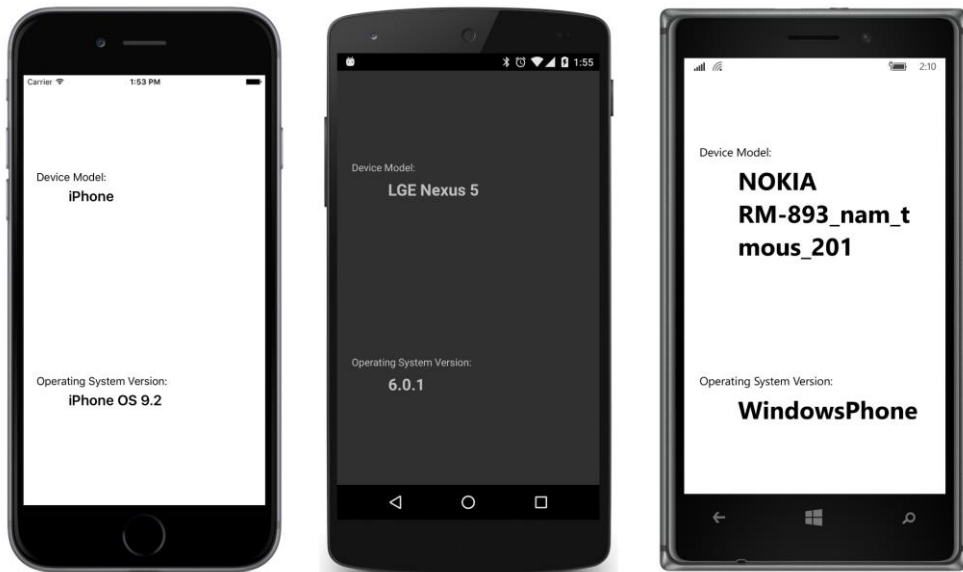 Carrier 1:53 PM
Device Model:
iPhone
Operating System Version:
iPhone OS 9.2
1:55
Device Model:
LGE Nexus 5
Operating System Version:
6.0.1
2:10
Device Model:
NOKIA
RM-893_nam_t
mous_201
Operating System Version:
WindowsPhone